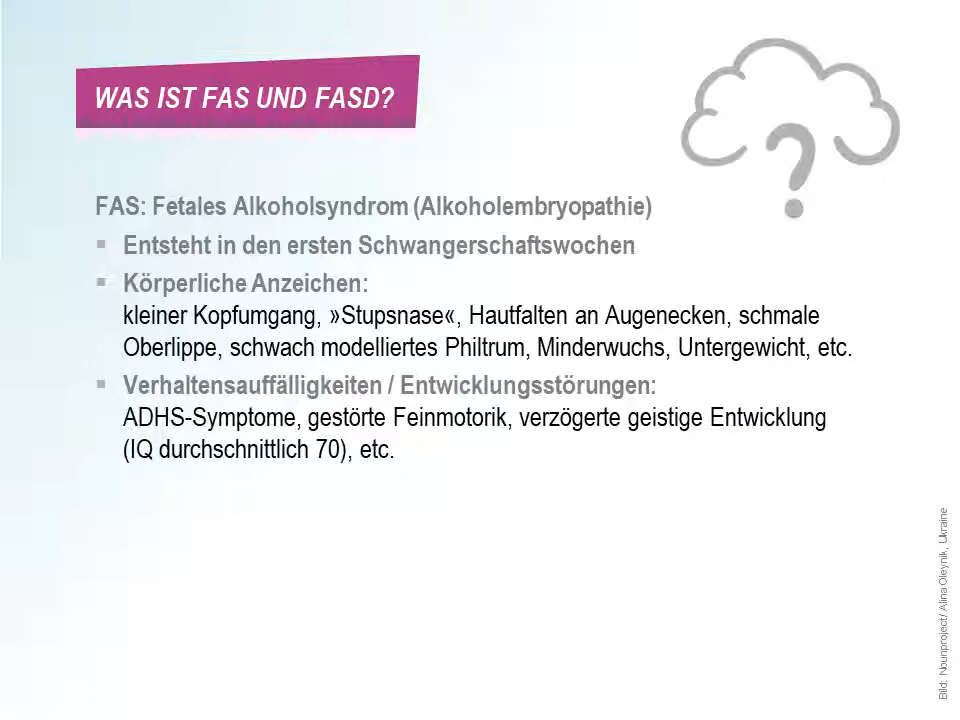 WAS IST FAS UND FASD?
FAS: Fetales Alkoholsyndrom (Alkoholembryopathie)
▪ Entsteht in den ersten Schwangerschaftswochen
▪ Körperliche Anzeichen:
kleiner Kopfumgang, »Stupsnase«, Hautfalten an Augenecken, schmale
Oberlippe, schwach modelliertes Philtrum, Minderwuchs, Untergewicht, etc.
▪ Verhaltensauffälligkeiten / Entwicklungsstörungen:
ADHS-Symptome, gestörte Feinmotorik, verzögerte geistige Entwicklung
(IQ durchschnittlich 70), etc.
Bild: Nounproject/ Alina Oleynik, Ukraine